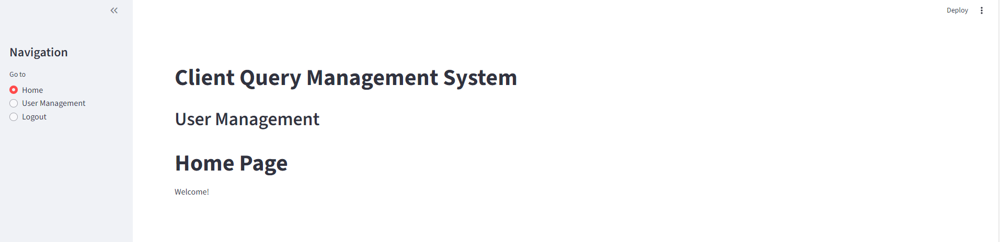 Deploy
Navigation
Go to
Home
User Management
Logout
Client Query Management System
User Management
Home Page
Welcome!